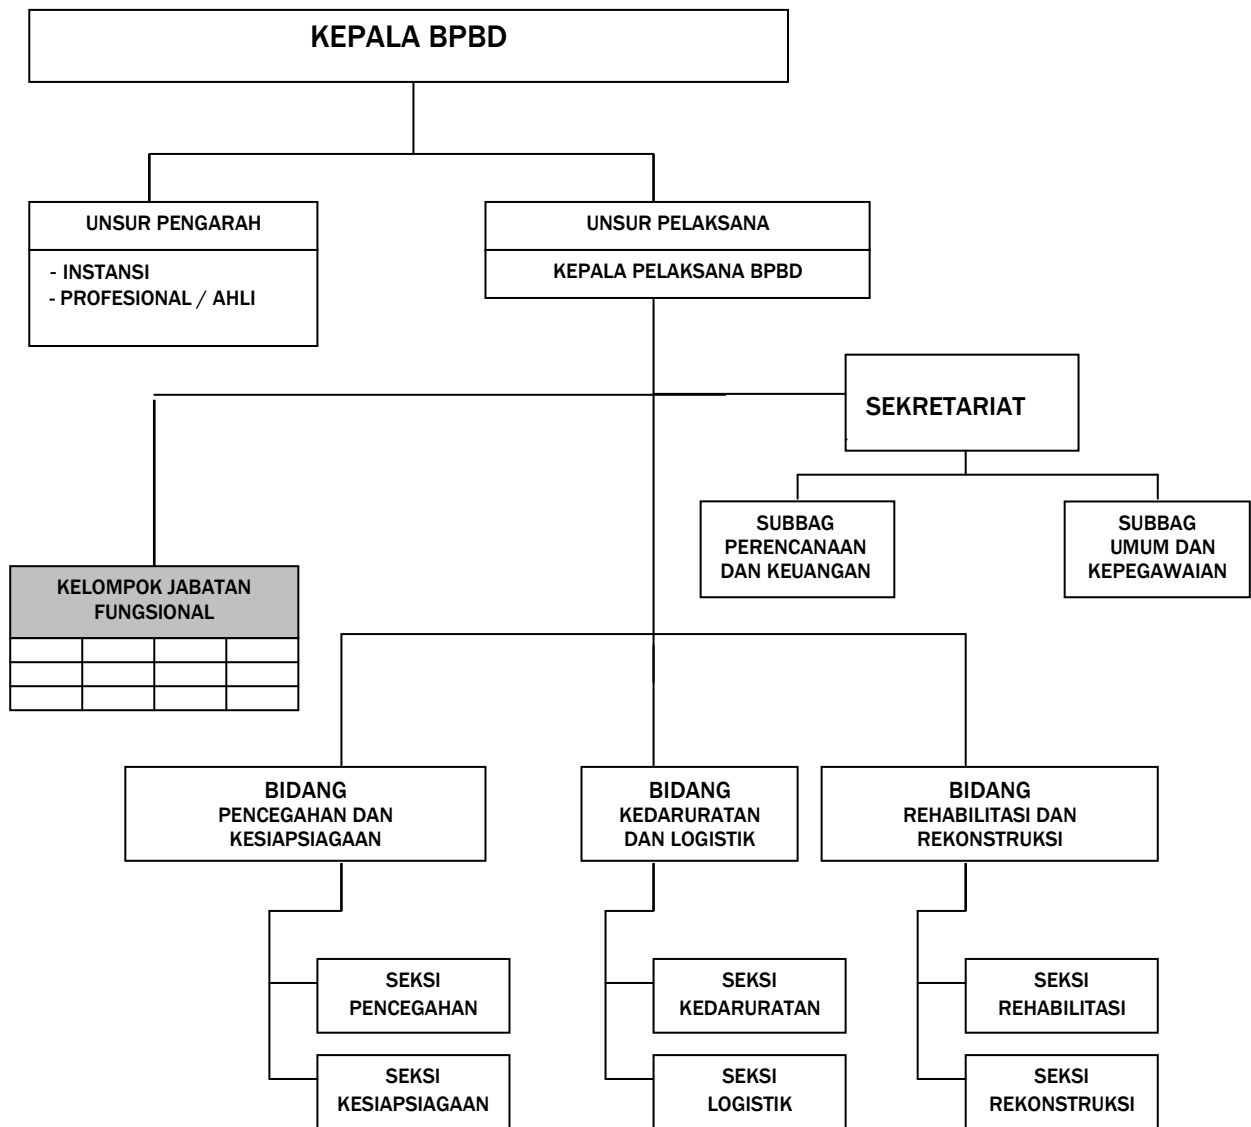 KEPALA BPBD
UNSUR PENGARAH
- INSTANSI
- PROFESIONAL / AHLI
UNSUR PELAKSANA
KEPALA PELAKSANA BPBD
SEKRETARIAT
SUBBAG
PERENCANAAN
DAN KEUANGAN
SUBBAG
UMUM DAN
KEPEGAWAIAN
KELOMPOK JABATAN
FUNGSIONAL
BIDANG
PENCEGAHAN DAN
KESIAPSIAGAAN
BIDANG
KEDARURATAN
DAN LOGISTIK
BIDANG
REHABILITASI DAN
REKONSTRUKSI
SEKSI
PENCEGAHAN
SEKSI
KEDARURATAN
SEKSI
REHABILITASI
SEKSI
KESIAPSIAGAAN
SEKSI
LOGISTIK
SEKSI
REKONSTRUKSI